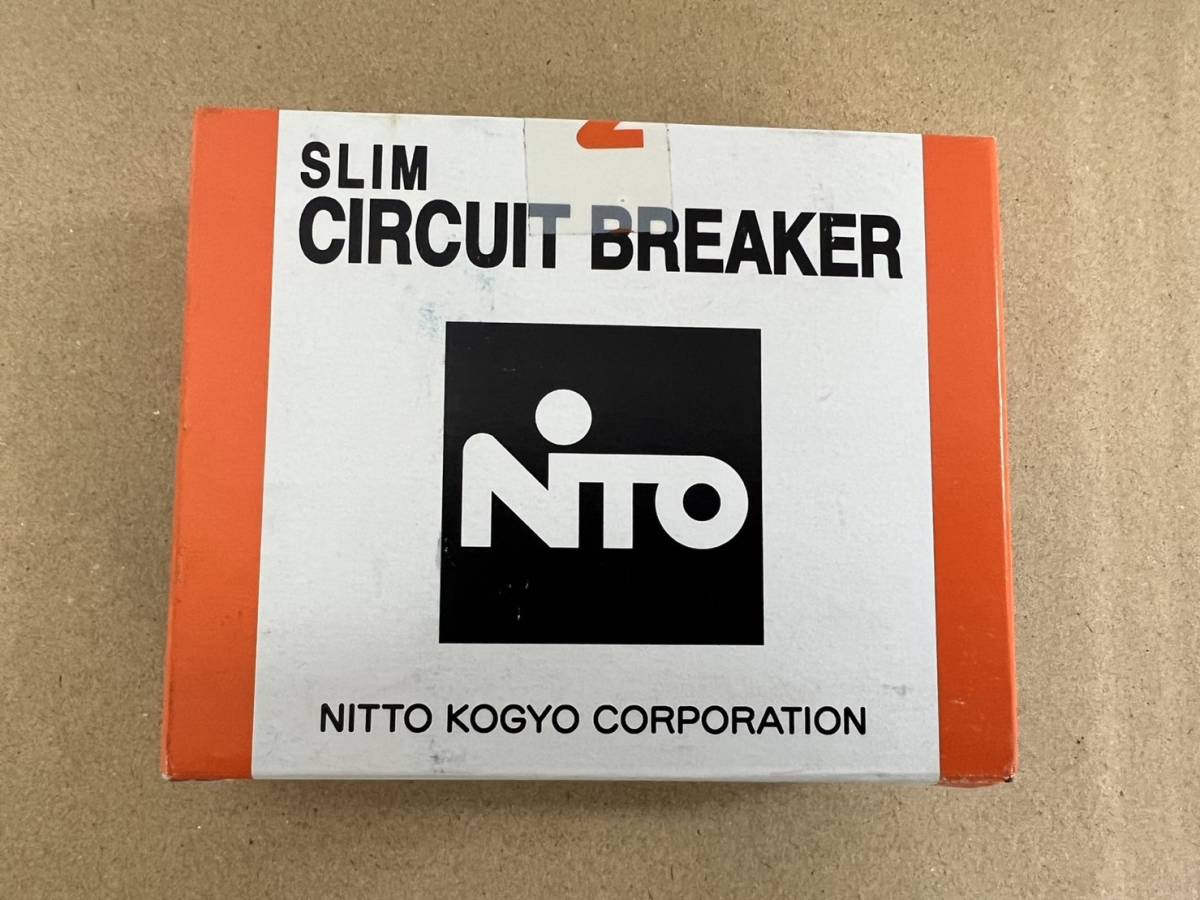 SLIM
CIRCUIT BREAKER
NiTO
NITTO KOGYO CORPORATION